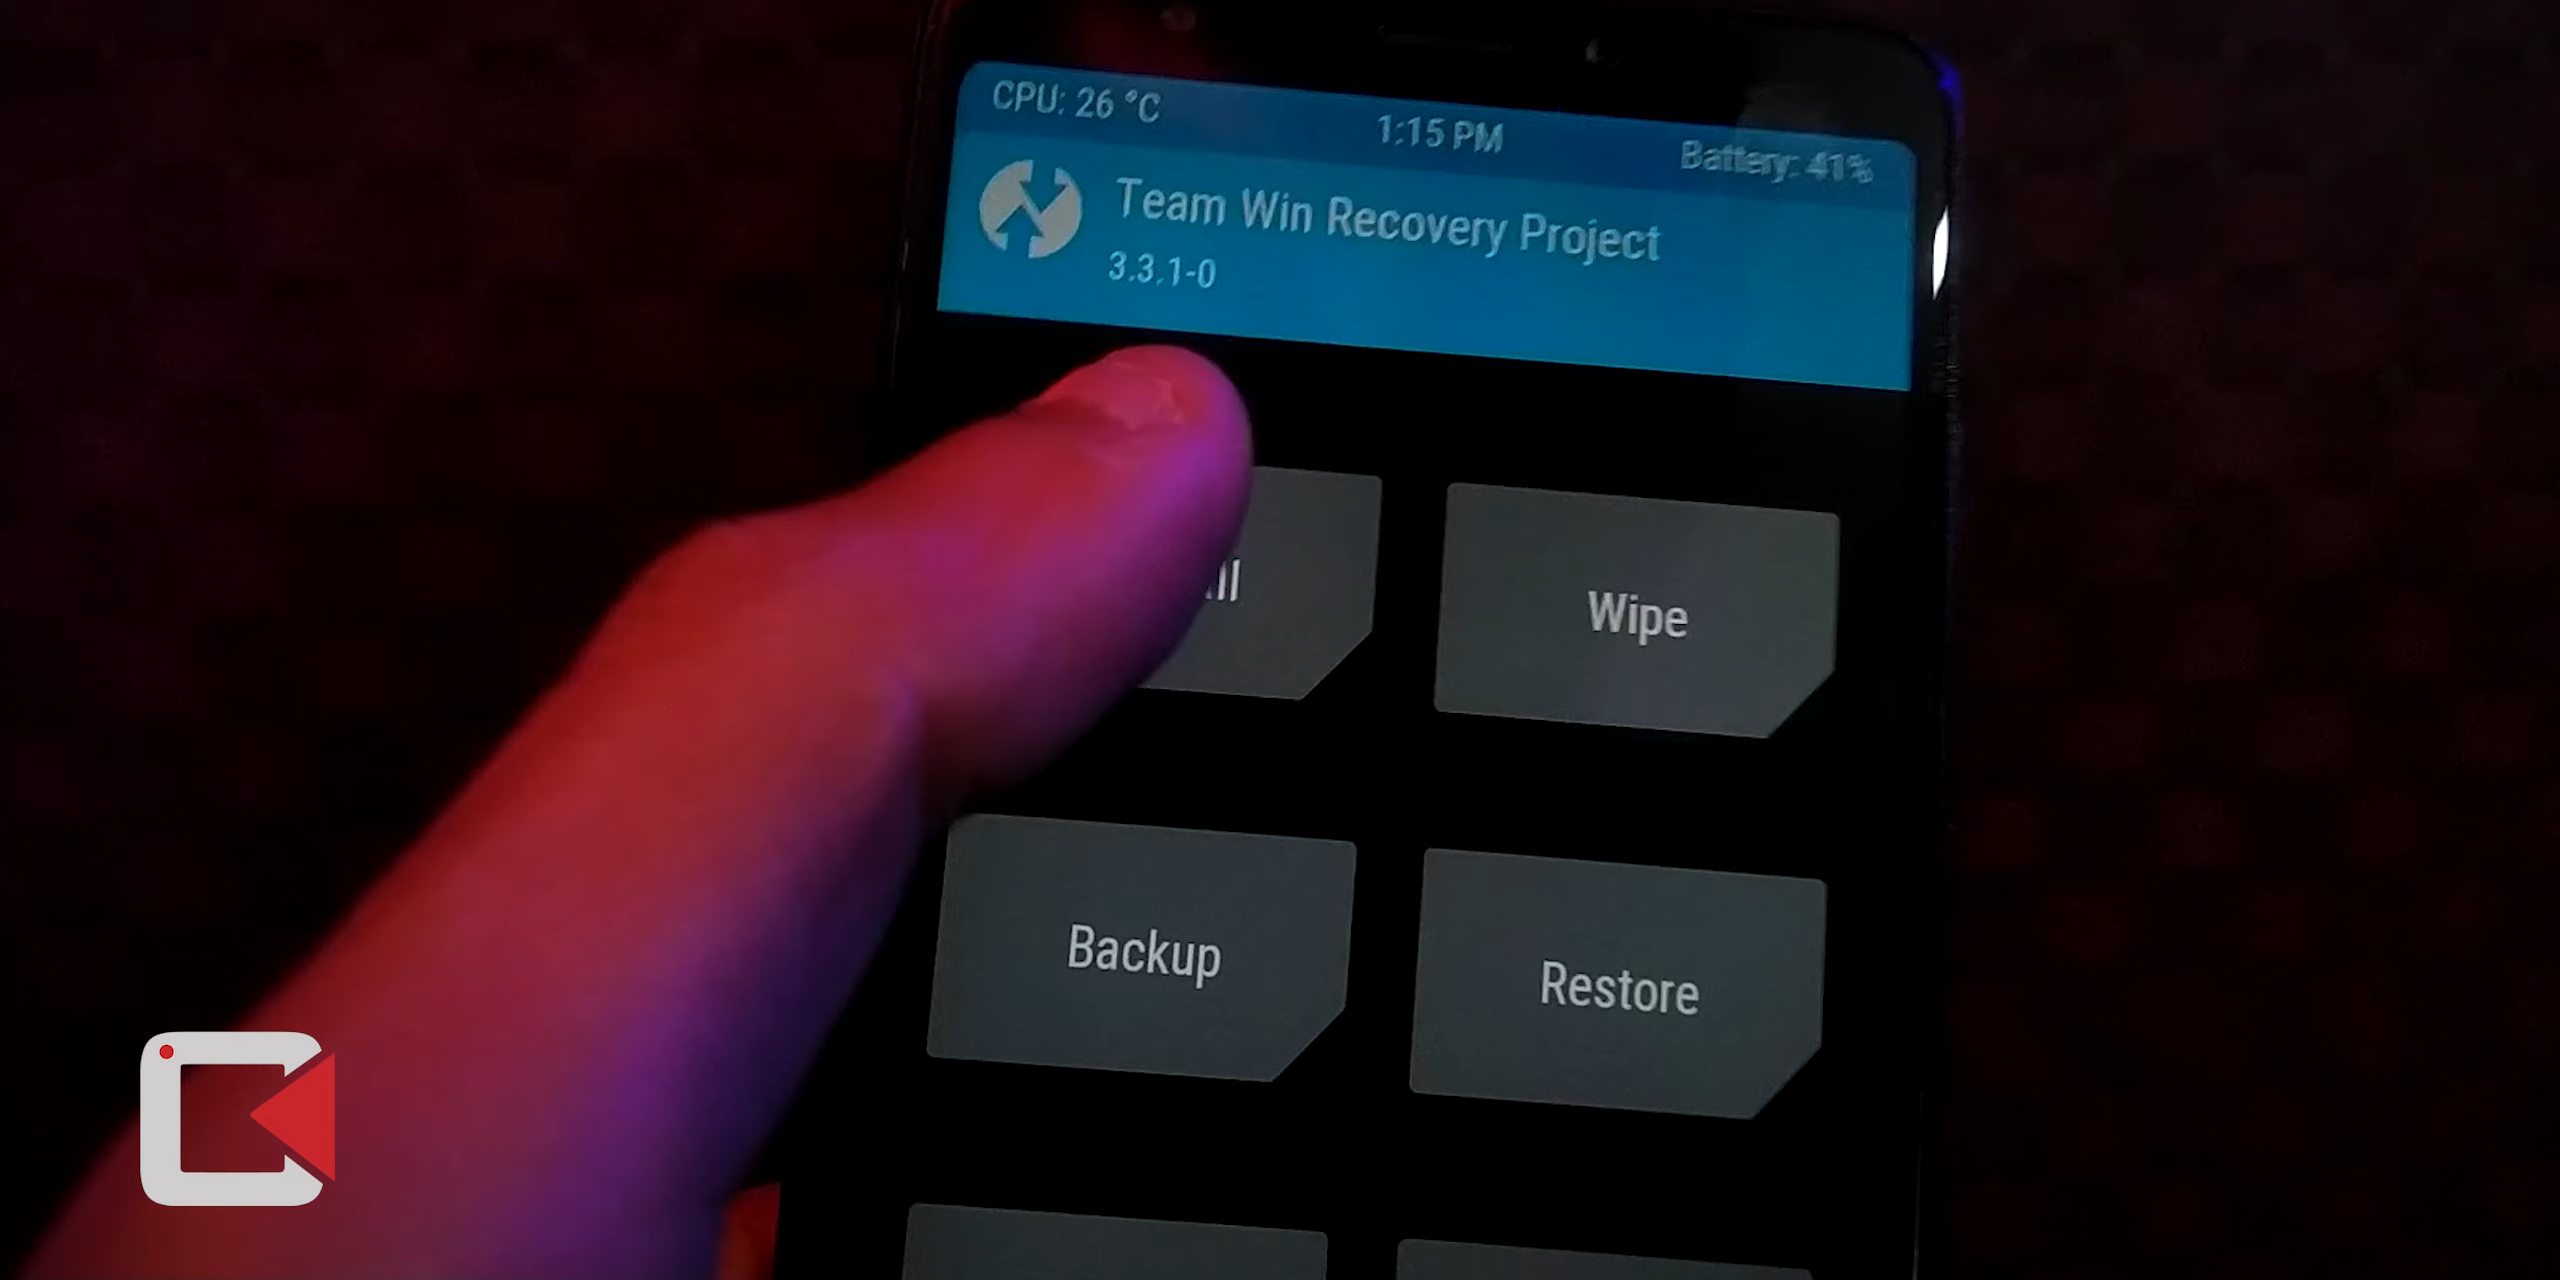 CPU: 26 °C
1:15 PM
Battery: 41%
Team Win Recovery Project
3.3.1-0
Wipe
Backup
Restore